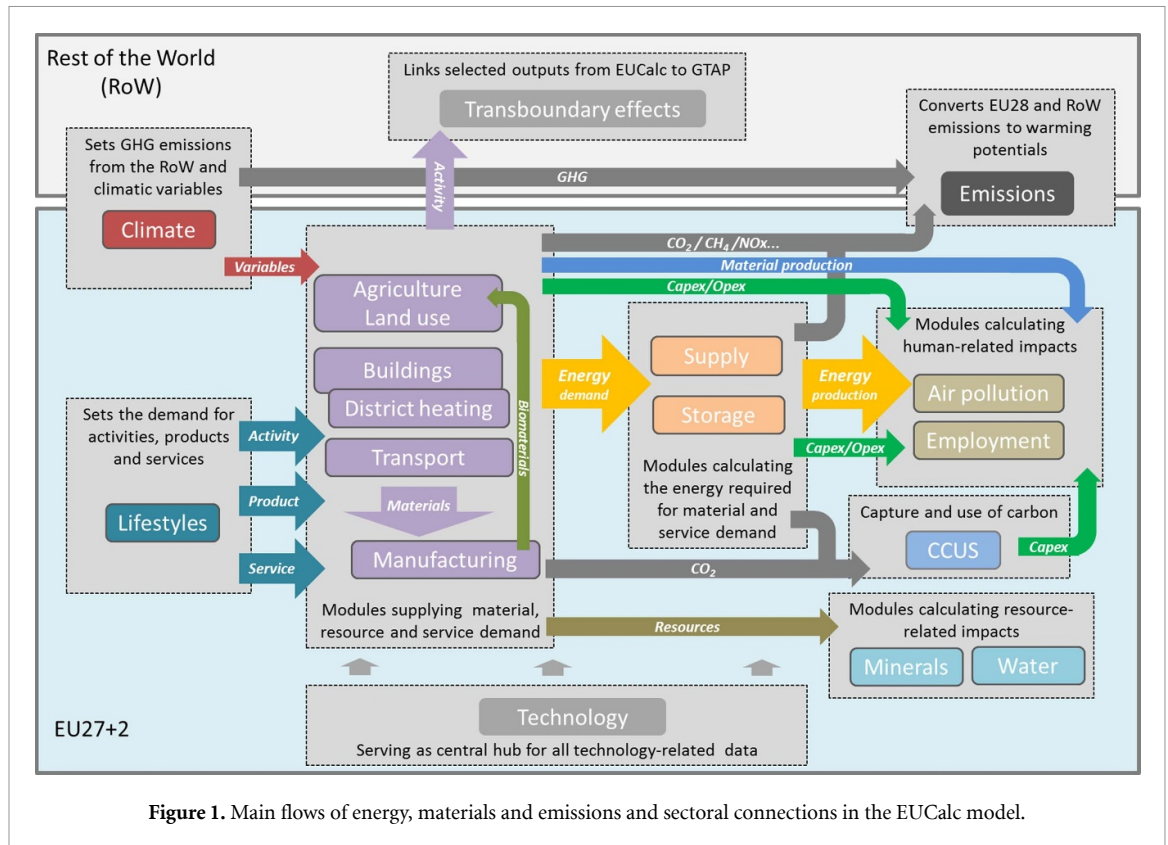 Rest of the World
(RoW)
Links selected outputs from EUCalc to GTAP
Transboundary effects
Converts EU28 and RoW
emissions to warming
potentials
Emissions
Sets GHG emissions
from the RoW and
climatic variables
Climate
Activity
GHG
Variables
CO₂ / CH₄ /NOx...
Material production
Capex/Opex
Agriculture
Land use
Buildings
District heating
Transport
Materials
Manufacturing
Biomaterials
Modules supplying material,
resource and service demand
Energy
demand
Supply
Storage
Modules calculating
the energy required
for material and
service demand
Energy
production
Capex/Opex
Modules calculating
human-related impacts
Air pollution
Employment
Sets the demand for
activities, products
and services
Lifestyles
Activity
Product
Service
Capture and use of carbon
CCUS
Capex
CO₂
Resources
Modules calculating resource-
related impacts
Minerals
Water
Technology
Serving as central hub for all technology-related data
EU27+2
Figure 1. Main flows of energy, materials and emissions and sectoral connections in the EUCalc model.